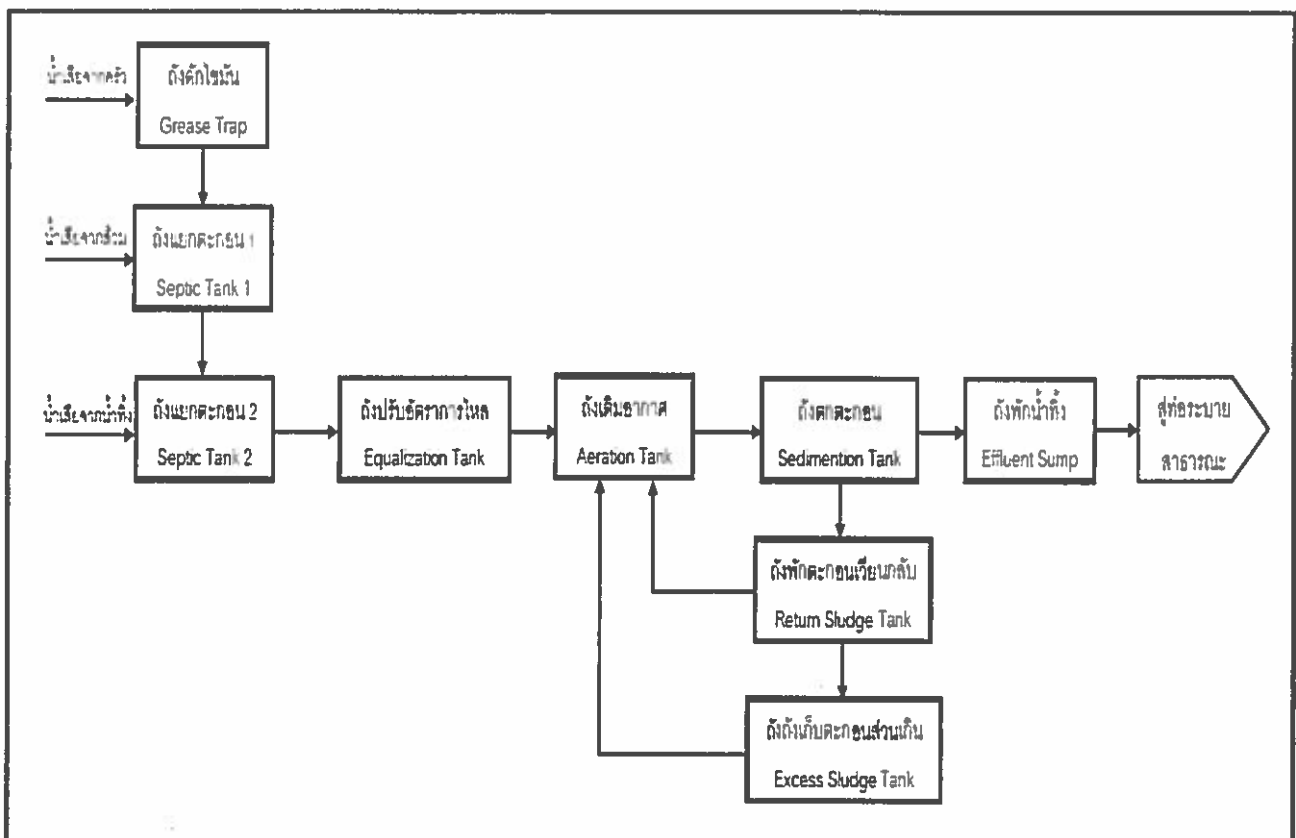 น้ำเสียจากครัว
ถังดักไขมัน
Grease Trap
น้ำเสียจากส้วม
ถังแยกตะกอน 1
Septic Tank 1
น้ำเสียจากน้ำทิ้ง
ถังแยกตะกอน 2
Septic Tank 2
ถังปรับอัตราการไหล
Equalization Tank
ถังเติมอากาศ
Aeration Tank
ถังตกตะกอน
Sedimention Tank
ถังพักน้ำทิ้ง
Effluent Sump
สู่ท่อระบาย
สาธารณะ
ถังพักตะกอนเวียนกลับ
Return Sludge Tank
ถังถังเก็บตะกอนส่วนเกิน
Excess Sludge Tank